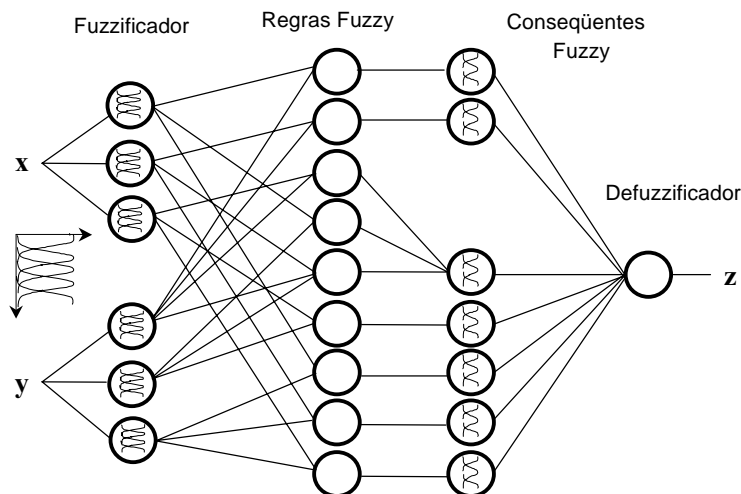 Fuzzificador
Regras Fuzzy
Conseqüentes
Fuzzy
x
Defuzzificador
z
y